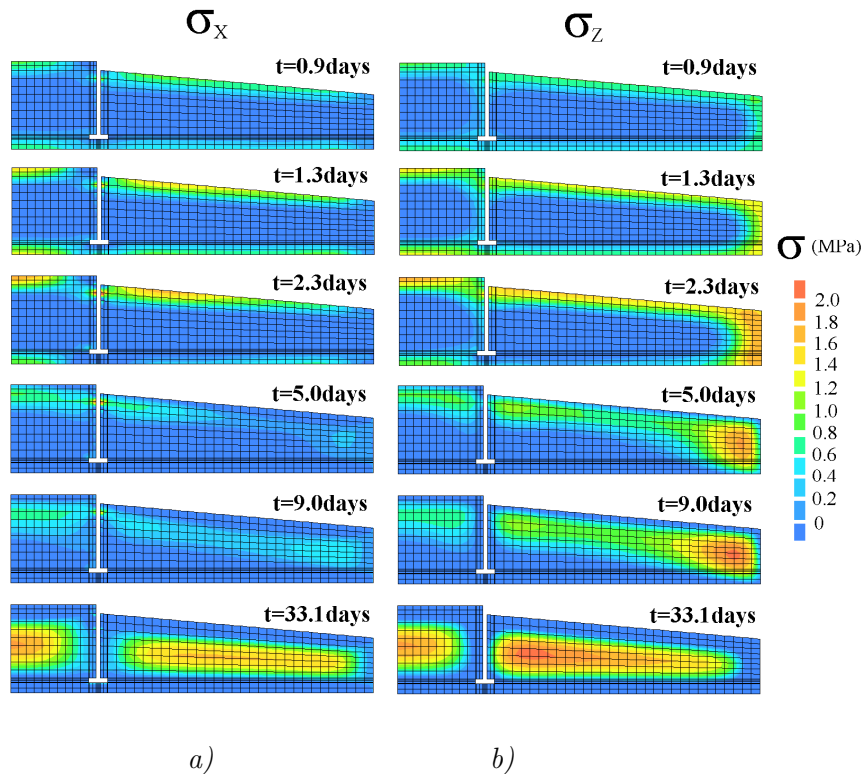 σX σZ
t=0.9days t=0.9days
t=1.3days t=1.3days
σ (MPa)
t=2.3days t=2.3days
2.0
1.8
1.6
1.4
1.2
1.0
0.8
0.6
0.4
0.2
0
t=5.0days t=5.0days
t=9.0days t=9.0days
t=33.1days t=33.1days
a) b)